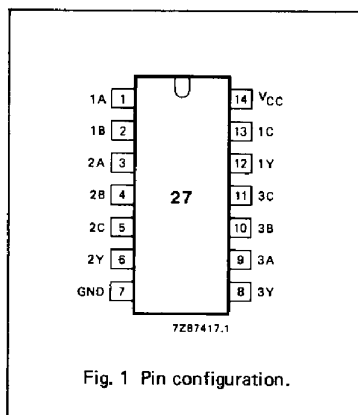 1A 1 14 VCC
1B 2 13 1C
2A 3 12 1Y
2B 4 27 11 3C
2C 5 10 3B
2Y 6 9 3A
GND 7 8 3Y
7Z87417.1
Fig. 1 Pin configuration.